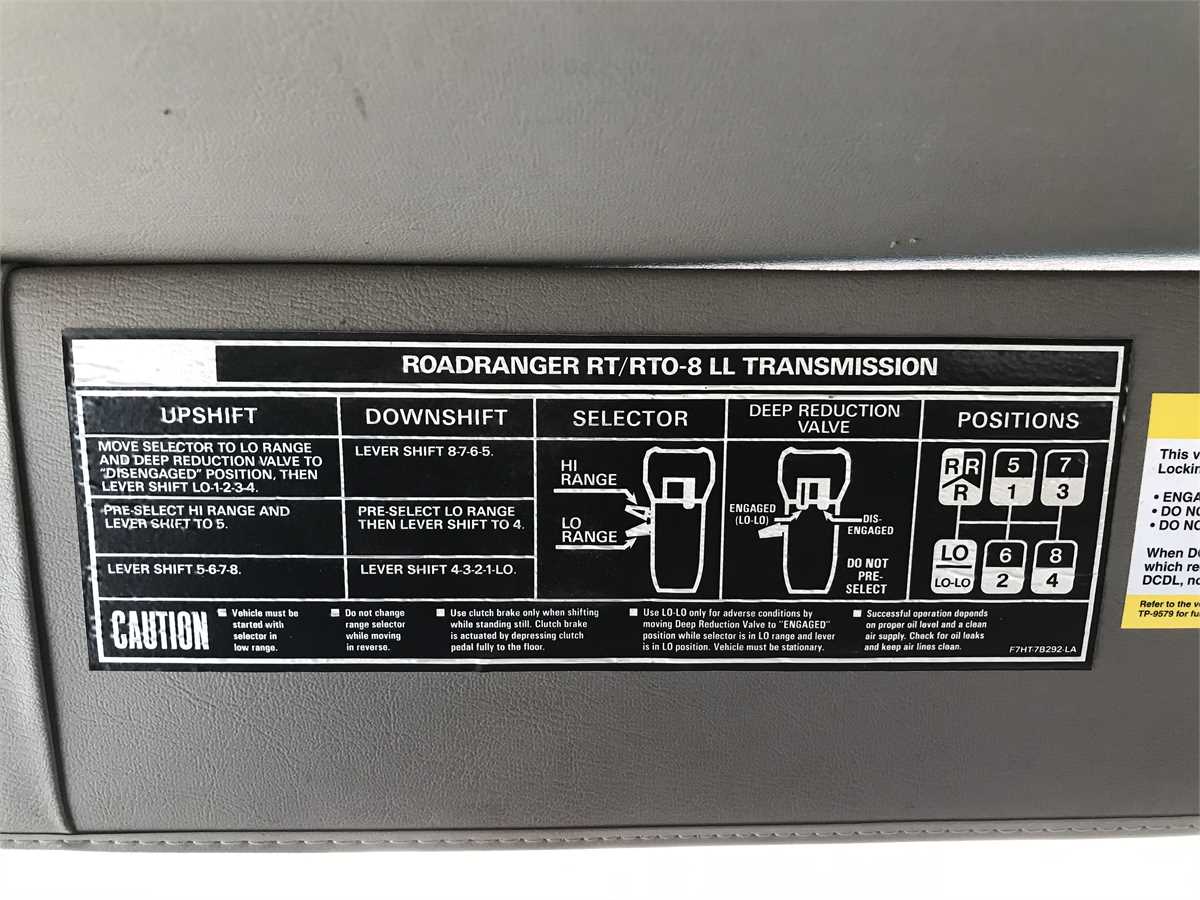 ROADRANGER RT/RTO-8 LL TRANSMISSION
UPSHIFT
MOVE SELECTOR TO LO RANGE
AND DEEP REDUCTION VALVE TO
"DISENGAGED" POSITION, THEN
LEVER SHIFT LO-1-2-3-4.
PRE-SELECT HI RANGE AND
LEVER SHIFT TO 5.
LEVER SHIFT 5-6-7-8.
DOWNSHIFT
LEVER SHIFT 8-7-6-5.
PRE-SELECT LO RANGE
THEN LEVER SHIFT TO 4.
LEVER SHIFT 4-3-2-1-LO.
SELECTOR
HI
RANGE
LO
RANGE
DEEP REDUCTION
VALVE
ENGAGED
(LO-LO)
DIS-
ENGAGED
DO NOT
PRE-
SELECT
POSITIONS
R R 5 7
R 1 3
LO 6 8
LO-LO 2 4
CAUTION
■ Vehicle must be
started with
selector in
low range.
■ Do not change
range selector
while moving
in reverse.
■ Use clutch brake only when shifting
while standing still. Clutch brake
is actuated by depressing clutch
pedal fully to the floor.
■ Use LO-LO only for adverse conditions by
moving Deep Reduction Valve to "ENGAGED"
position while selector is in LO range and lever
is in LO position. Vehicle must be stationary.
■ Successful operation depends
on proper oil level and a clean
air supply. Check for oil leaks
and keep air lines clean.
F7HT-7B292-LA
This v
Lockin
• ENGA
• DO NO
• DO NO
When DC
which re
DCDL, no
Refer to the v
TP-9579 for fu